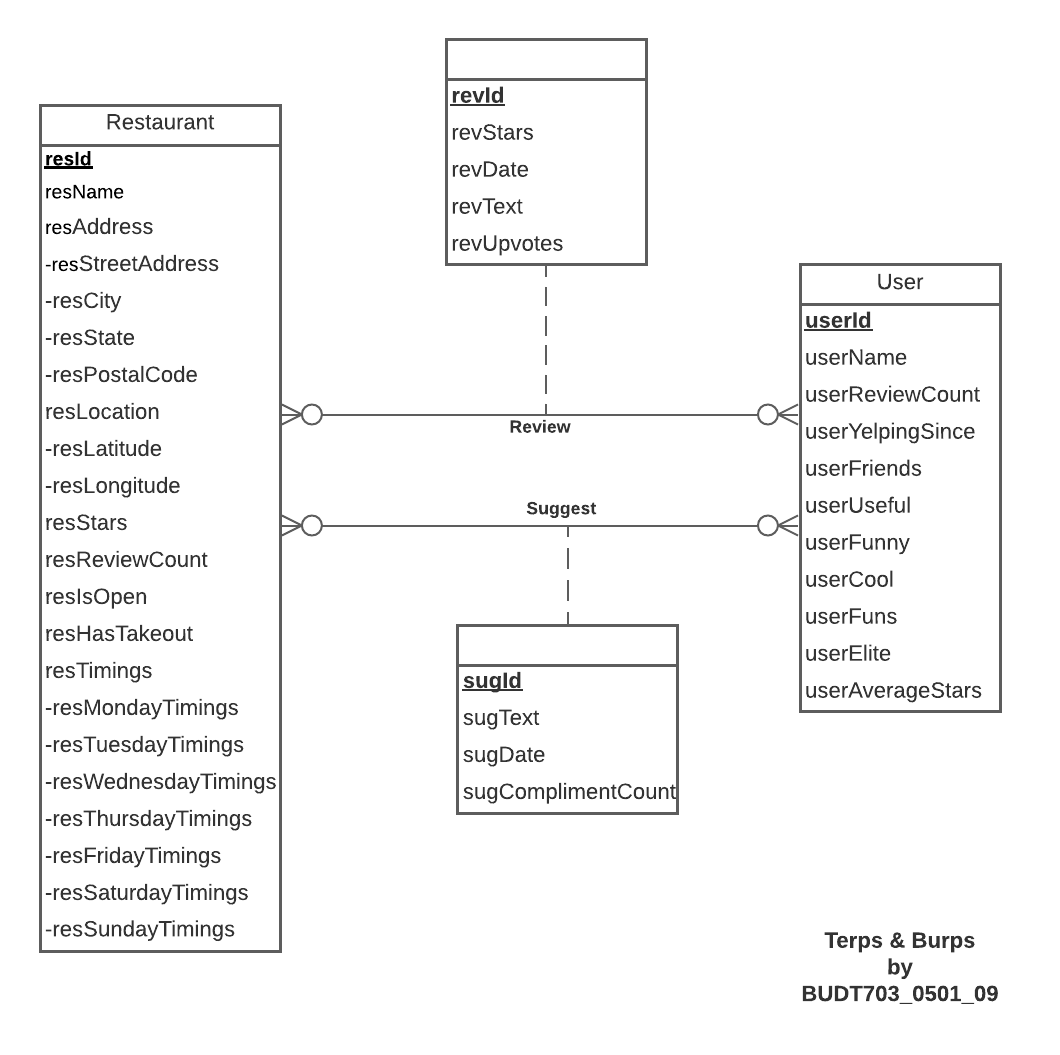 Restaurant
resId
resName
resAddress
-resStreetAddress
-resCity
-resState
-resPostalCode
resLocation
-resLatitude
-resLongitude
resStars
resReviewCount
resIsOpen
resHasTakeout
resTimings
-resMondayTimings
-resTuesdayTimings
-resWednesdayTimings
-resThursdayTimings
-resFridayTimings
-resSaturdayTimings
-resSundayTimings
revId
revStars
revDate
revText
revUpvotes
Review
Suggest
sugId
sugText
sugDate
sugComplimentCount
User
userId
userName
userReviewCount
userYelpingSince
userFriends
userUseful
userFunny
userCool
userFuns
userElite
userAverageStars
Terps & Burps
by
BUDT703_0501_09